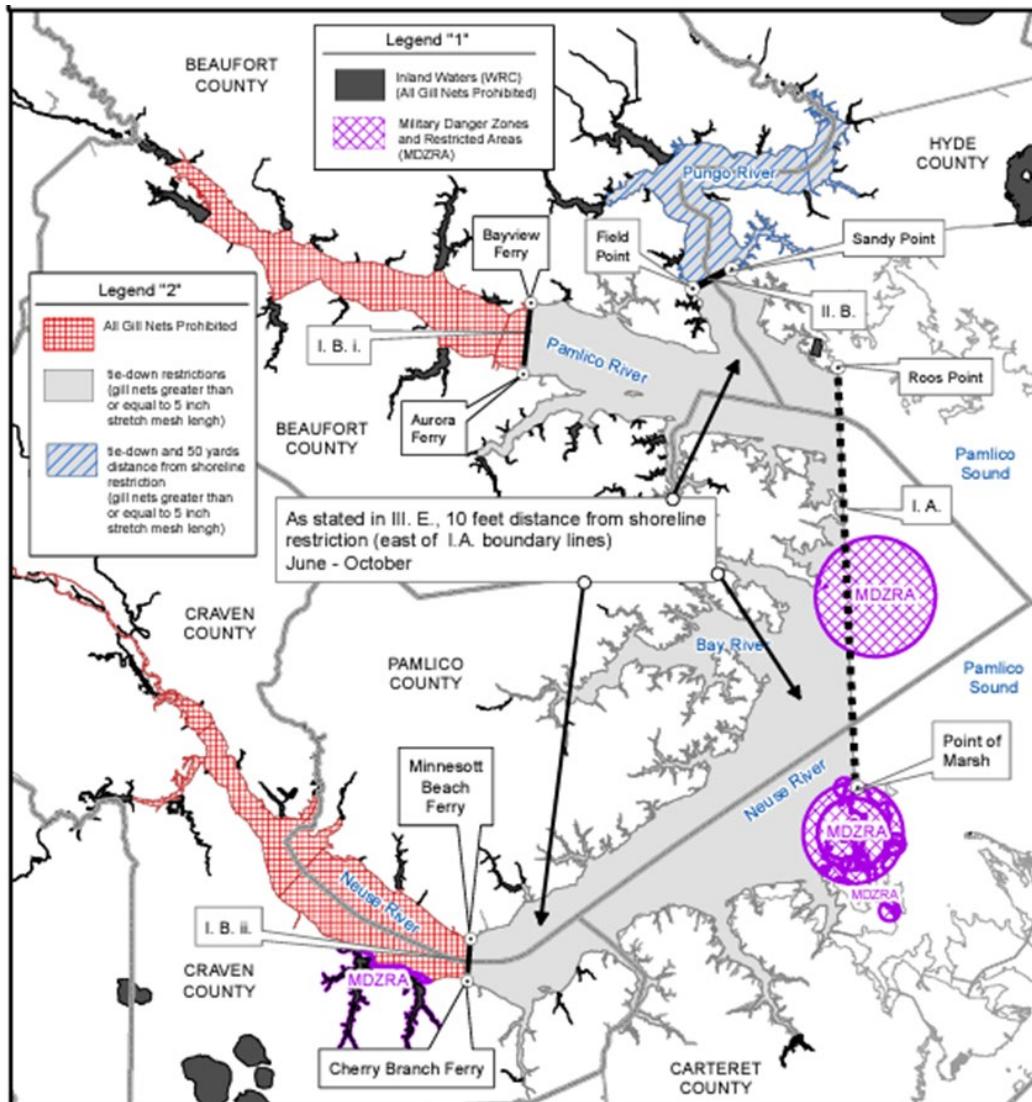 Legend "1"
Inland Waters (WRC)
(All Gill Nets Prohibited)
Military Danger Zones
and Restricted Areas
(MDZRA)
BEAUFORT
COUNTY
HYDE
COUNTY
Pungo River
Bayview
Ferry
Field
Point
Sandy Point
Legend "2"
All Gill Nets Prohibited
tie-down restrictions
(gill nets greater than
or equal to 5 inch
stretch mesh lengh)
tie-down and 50 yards
distance from shoreline
restriction
(gill nets greater than
or equal to 5 inch
stretch mesh lengh)
II. B.
I. B. i.
Pamlico River
Roos Point
Aurora
Ferry
BEAUFORT
COUNTY
Pamlico
Sound
I. A.
As stated in III. E., 10 feet distance from shoreline
restriction (east of I.A. boundary lines)
June - October
MDZRA
CRAVEN
COUNTY
Bay River
PAMLICO
COUNTY
Pamlico
Sound
Point of
Marsh
Minnesott
Beach
Ferry
Neuse River
MDZRA
MDZRA
Neuse River
I. B. ii.
CRAVEN
COUNTY
MDZRA
Cherry Branch Ferry
CARTERET
COUNTY